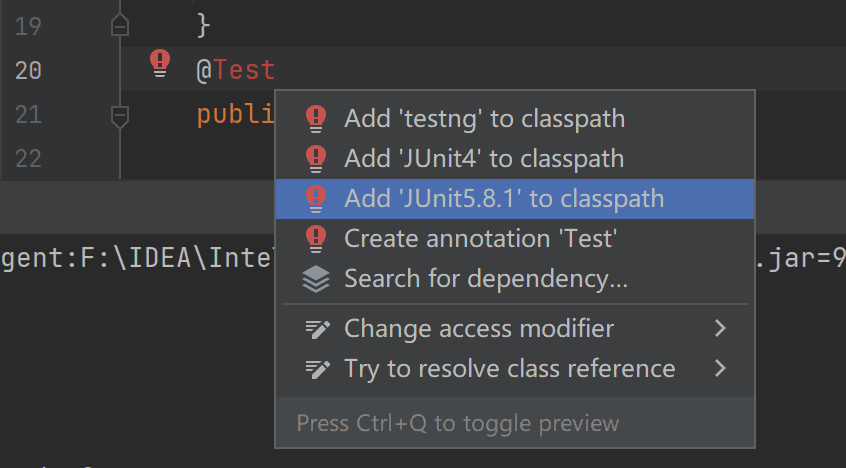 19 }
20 @Test
21 publi
22
Add 'testng' to classpath
Add 'JUnit4' to classpath
Add 'JUnit5.8.1' to classpath
Create annotation 'Test'
Search for dependency...
Change access modifier
Try to resolve class reference
Press Ctrl+Q to toggle preview
gent:F:\IDEA\Inte .jar=9